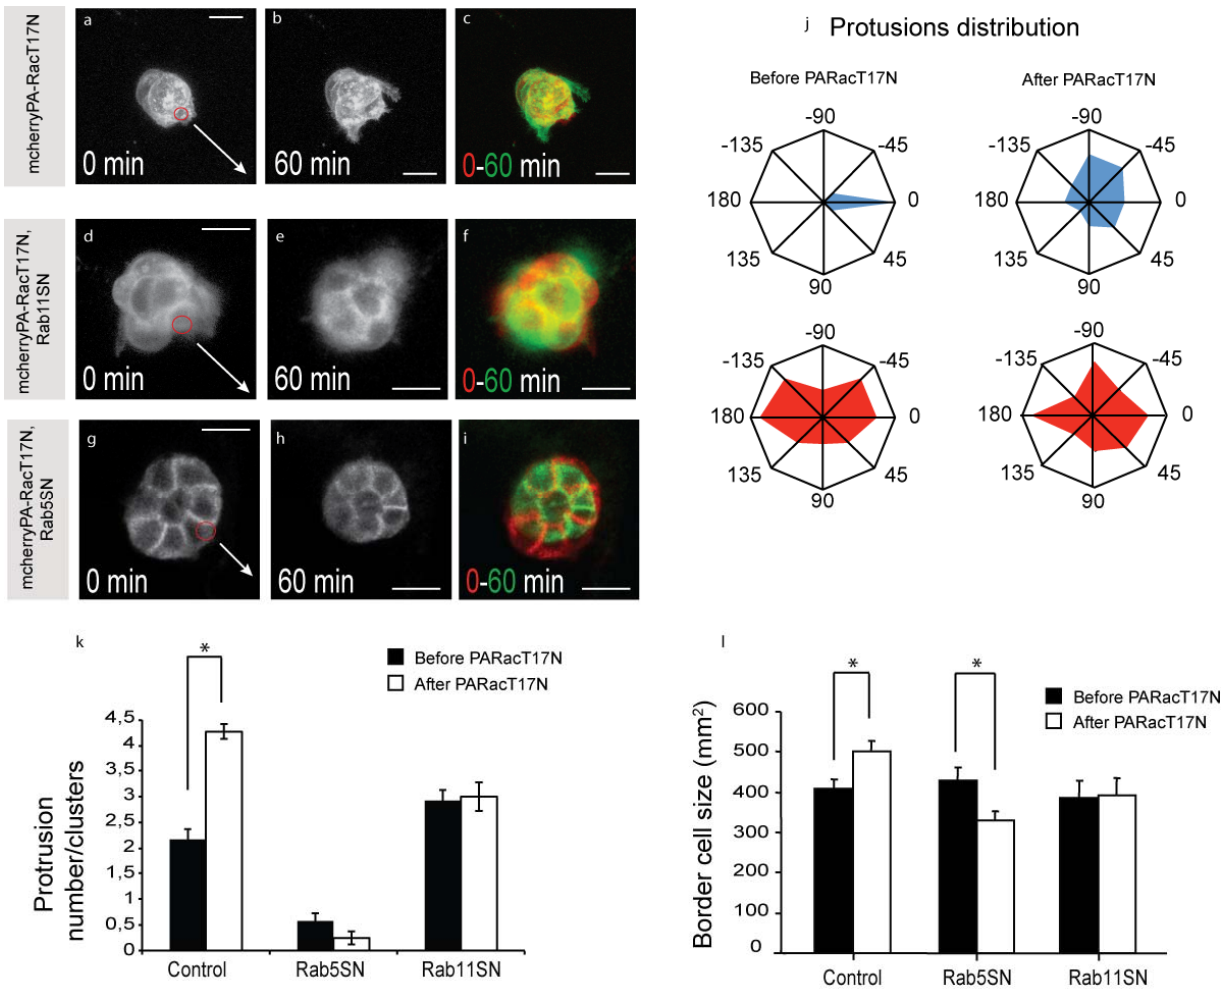 mcherryPA-RacT17N
a
0 min
b
60 min
c
0-60 min
mcherryPA-RacT17N,
Rab11SN
d
0 min
e
60 min
f
0-60 min
mcherryPA-RacT17N,
Rab5SN
g
0 min
h
60 min
i
0-60 min
j Protusions distribution
Before PARacT17N
-90
-135 -45
180 0
135 45
90
After PARacT17N
-90
-135 -45
180 0
135 45
90
-90
-135 -45
180 0
135 45
90
-90
-135 -45
180 0
135 45
90
k
*
Before PARacT17N
After PARacT17N
Protrusion
number/clusters
4,5
4
3,5
3
2,5
2
1,5
1
0,5
0
Control Rab5SN Rab11SN
l
* *
Before PARacT17N
After PARacT17N
Border cell size (mm²)
600
500
400
300
200
100
0
Control Rab5SN Rab11SN